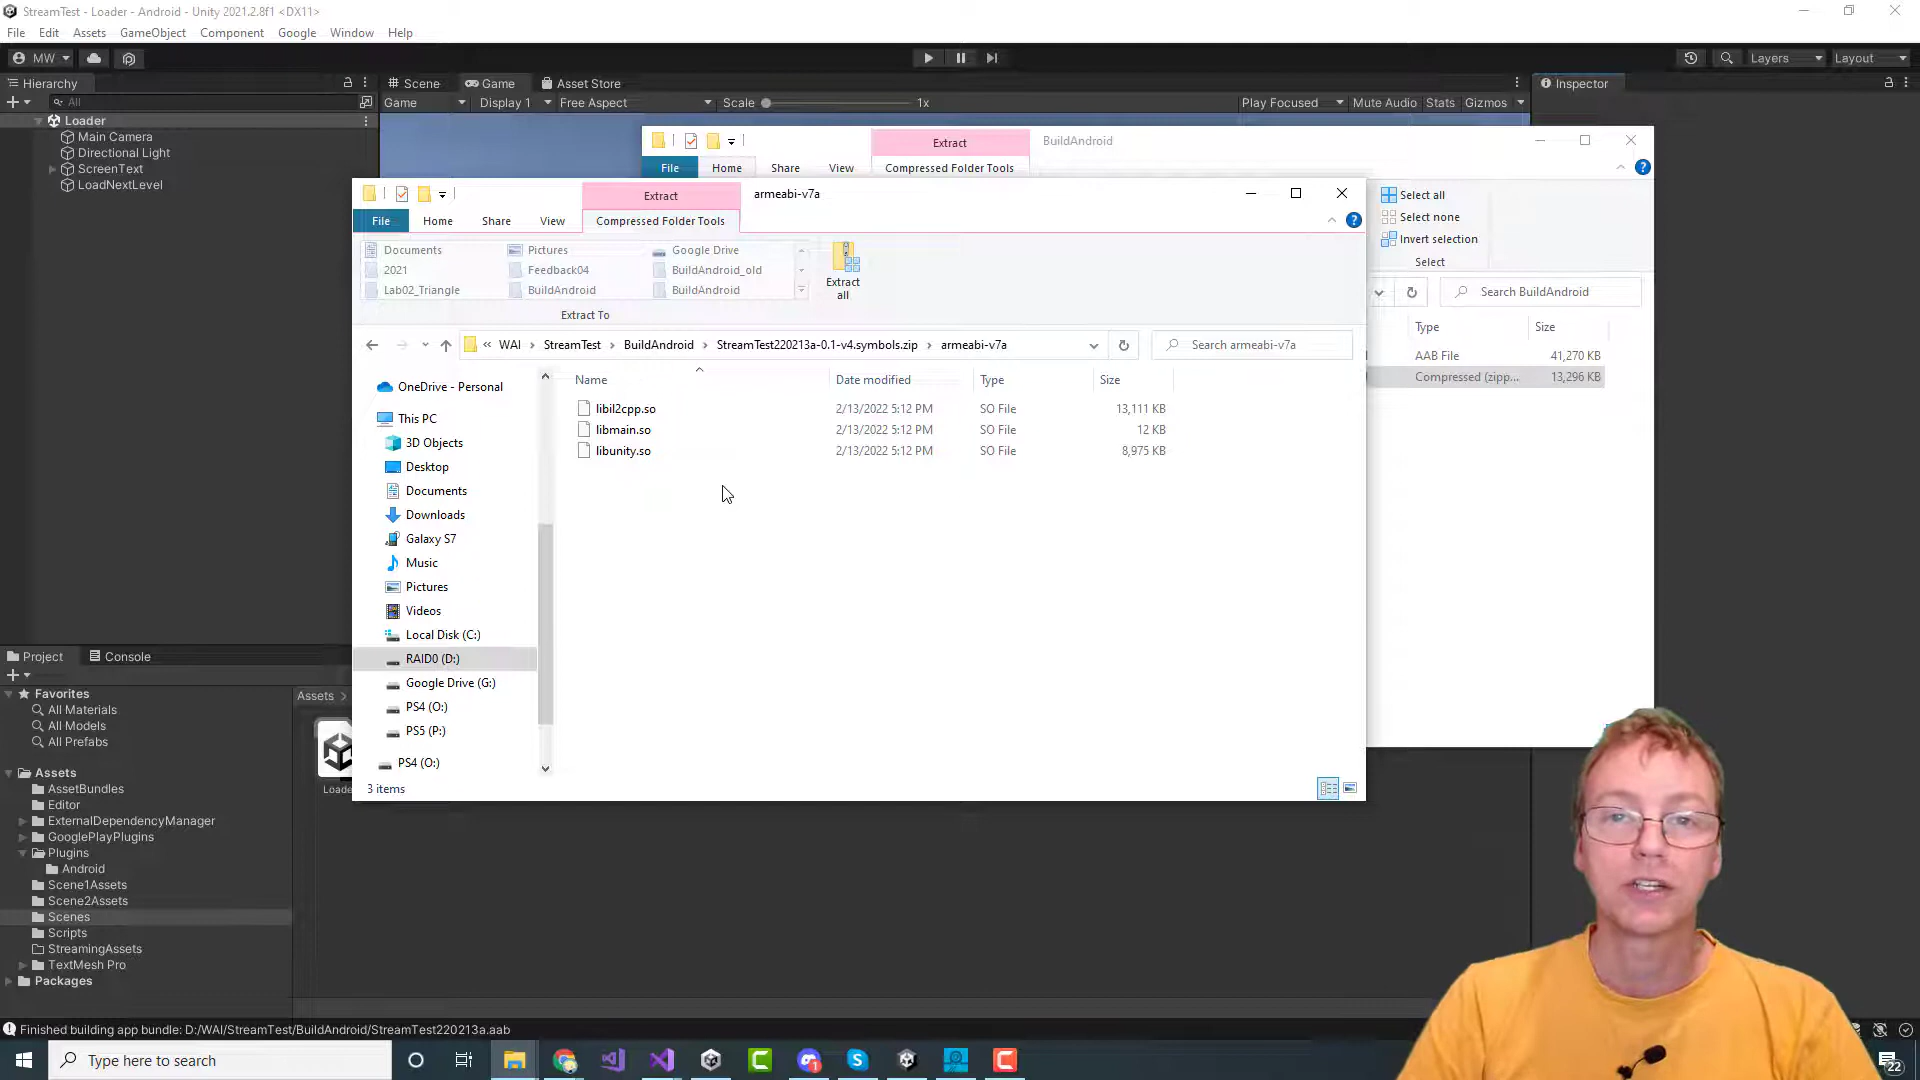 StreamTest - Loader - Android - Unity 2021.2.8f1 <DX11>
File Edit Assets GameObject Component Google Window Help
MW Layers Layout
Hierarchy Scene Game Asset Store Inspector
All Game Display 1 Free Aspect Scale 1x Play Focused Mute Audio Stats Gizmos
Loader
Main Camera
Directional Light
ScreenText
LoadNextLevel
Extract BuildAndroid
File Home Share View Compressed Folder Tools
Select all
Select none
Invert selection
Select
Search BuildAndroid
Type Size
AAB File 41,270 KB
Compressed (zipp... 13,296 KB
Extract armeabi-v7a
File Home Share View Compressed Folder Tools
Documents Pictures Google Drive
2021 Feedback04 BuildAndroid_old
Lab02_Triangle BuildAndroid BuildAndroid
Extract all
Extract To
« WAI › StreamTest › BuildAndroid › StreamTest220213a-0.1-v4.symbols.zip › armeabi-v7a Search armeabi-v7a
Name Date modified Type Size
libil2cpp.so 2/13/2022 5:12 PM SO File 13,111 KB
libmain.so 2/13/2022 5:12 PM SO File 12 KB
libunity.so 2/13/2022 5:12 PM SO File 8,975 KB
OneDrive - Personal
This PC
3D Objects
Desktop
Documents
Downloads
Galaxy S7
Music
Pictures
Videos
Local Disk (C:)
RAID0 (D:)
Google Drive (G:)
PS4 (O:)
PS5 (P:)
PS4 (O:)
3 items
Project Console
Favorites
All Materials
All Models
All Prefabs
Assets
AssetBundles
Editor
ExternalDependencyManager
GooglePlayPlugins
Plugins
Android
Scene1Assets
Scene2Assets
Scenes
Scripts
StreamingAssets
TextMesh Pro
Packages
Assets >
Loade
Finished building app bundle: D:/WAI/StreamTest/BuildAndroid/StreamTest220213a.aab
Type here to search
22